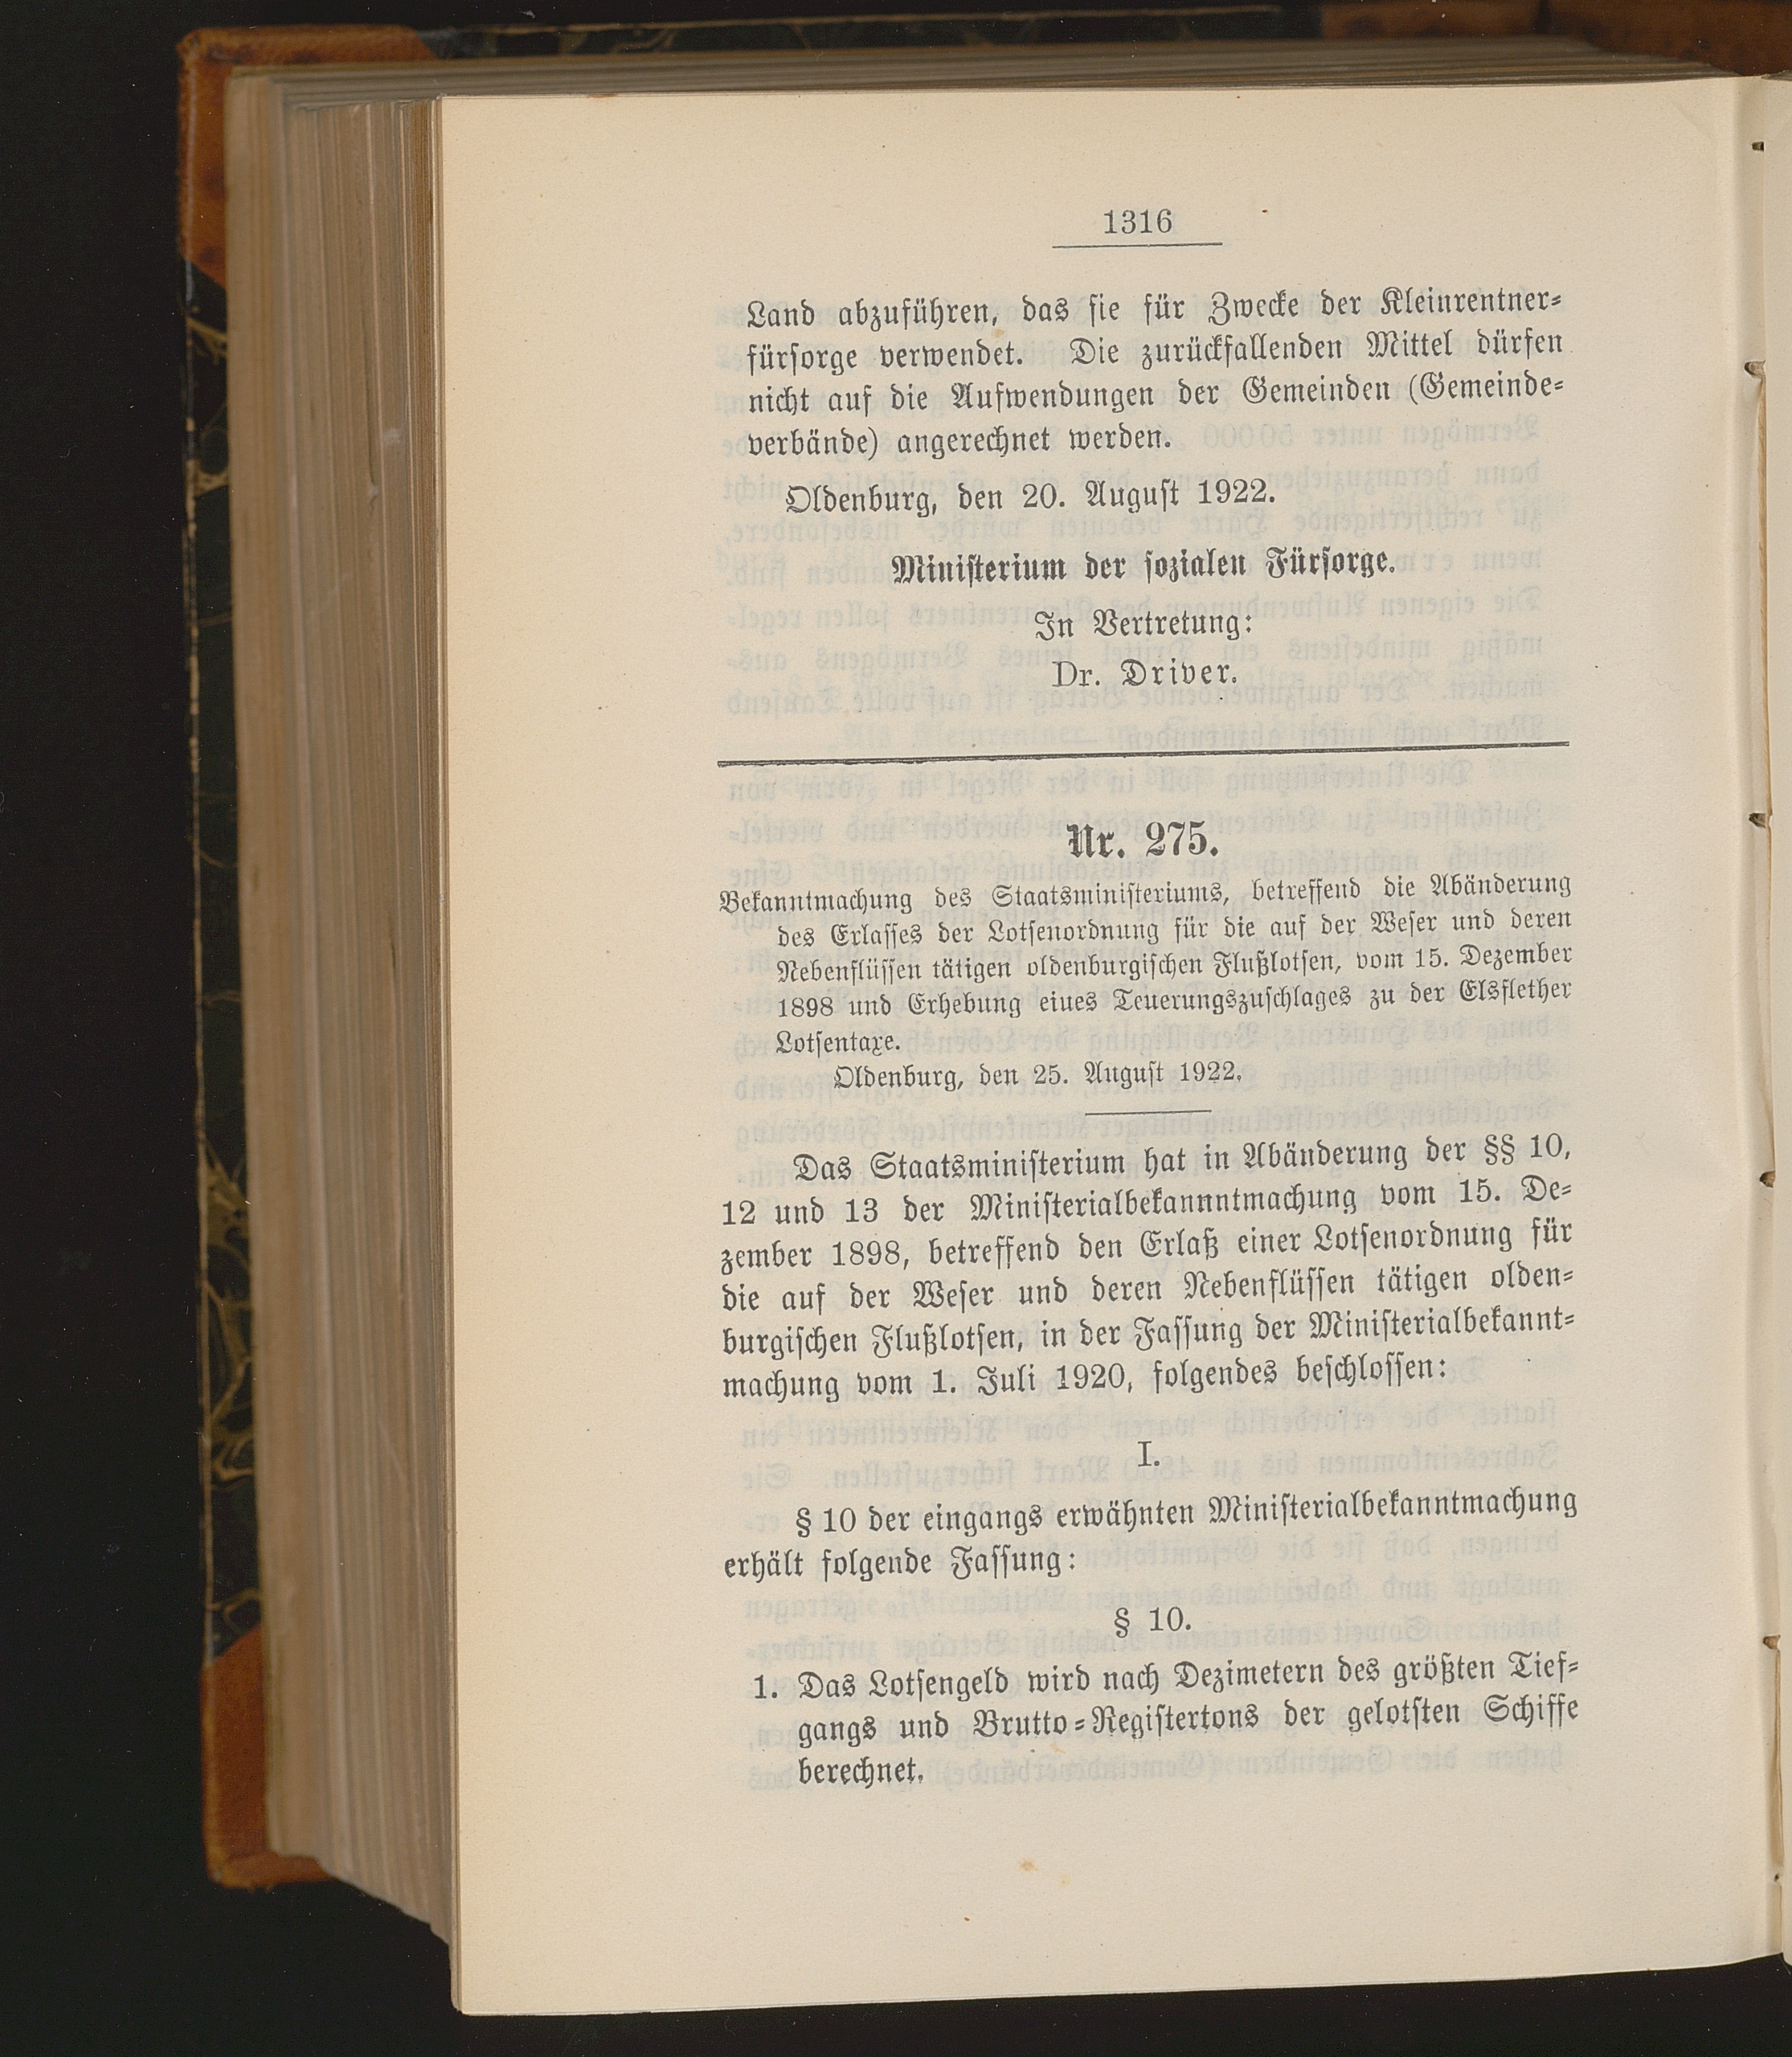 1316
Land abzuführen, das sie für Zwecke der Kleinrentner-
fürsorge verwendet. Die zurückfallenden Mittel dürfen
nicht auf die Aufwendungen der Gemeinden (Gemeinde-
verbände) angerechnet werden.
Oldenburg, den 20. August 1922.
Ministerium der sozialen Fürsorge.
In Vertretung:
Dr. Driver.
Nr. 275.
Bekanntmachung des Staatsministeriums, betreffend die Abänderung
des Erlasses der Lotsenordnung für die auf der Weser und deren
Nebenflüssen tätigen oldenburgischen Flußlotsen, vom 15. Dezember
1898 und Erhebung eiues Teuerungszuschlages zu der Elsflether
Lotsentaxe.
Oldenburg, den 25. August 1922.
Das Staatsministerium hat in Abänderung der §§ 10,
12 und 13 der Ministerialbekannntmachung vom 15. De-
zember 1898, betreffend den Erlaß einer Lotsenordnung für
die auf der Weser und deren Nebenflüssen tätigen olden-
burgischen Flußlotsen, in der Fassung der Ministerialbekannt-
machung vom 1. Juli 1920, folgendes beschlossen:
I.
§ 10 der eingangs erwähnten Ministerialbekanntmachung
erhält folgende Fassung:
§ 10.
1. Das Lotsengeld wird nach Dezimetern des größten Tief-
gangs und Brutto-Registertons der gelotsten Schiffe
berechnet.